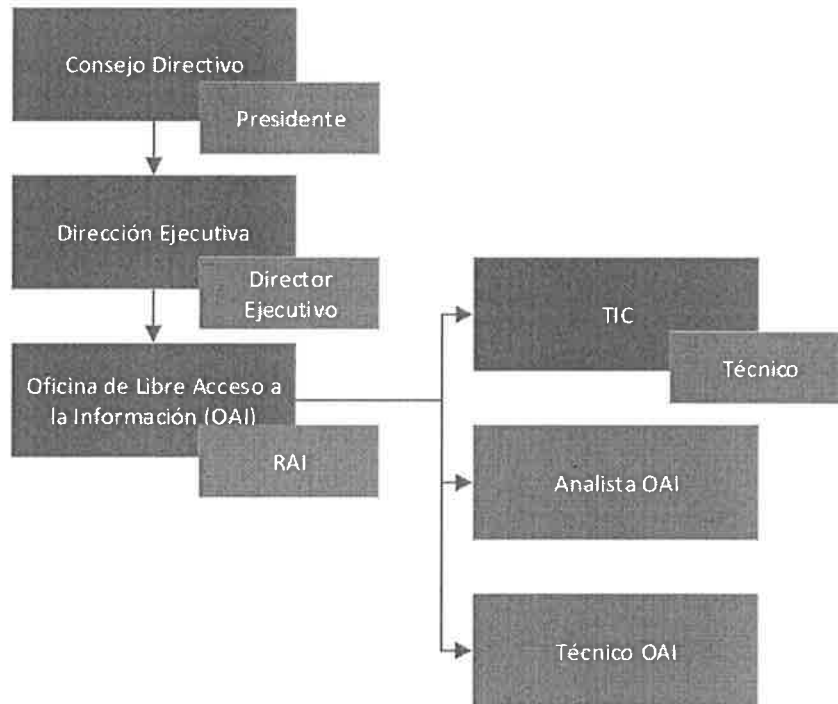 Consejo Directivo
Presidente
Dirección Ejecutiva
Director
Ejecutivo
Oficina de Libre Acceso a
la Información (OAI)
RAI
TIC
Técnico
Analista OAI
Técnico OAI